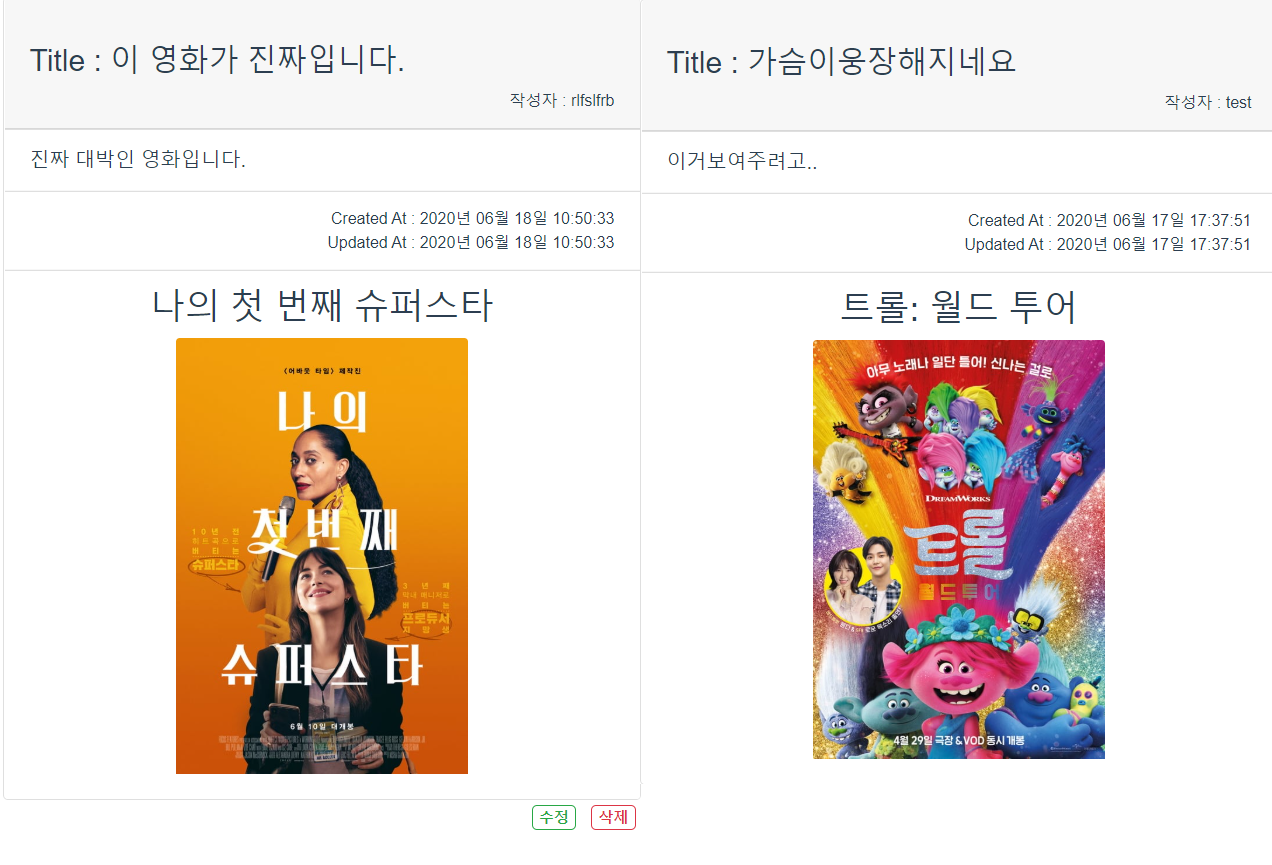 Title : 이 영화가 진짜입니다.
작성자 : rlfslfrb
진짜 대박인 영화입니다.
Created At : 2020년 06월 18일 10:50:33
Updated At : 2020년 06월 18일 10:50:33
나의 첫 번째 슈퍼스타
<어바웃 타임> 제작진
나의
첫 번째
10년 전
히트곡으로
버티는
슈퍼스타
3년째
막내 매니저로
버티는
프로듀서
지망생
슈퍼스타
6월 10일 대개봉
수정
삭제
Title : 가슴이웅장해지네요
작성자 : test
이거보여주려고..
Created At : 2020년 06월 17일 17:37:51
Updated At : 2020년 06월 17일 17:37:51
트롤: 월드 투어
아무 노래나 일단 틀어! 신나는 걸로
DREAMWORKS
트롤
월드투어
4월 29일 극장 & VOD 동시 개봉